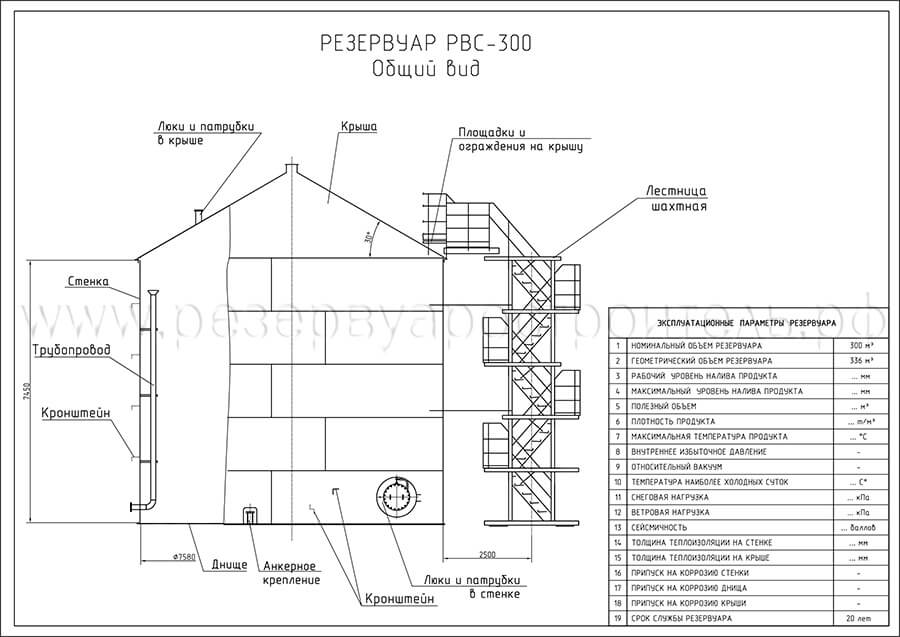 РЕЗЕРВУАР РВС-300
Общий вид
Люки и патрубки
в крыше
Крыша
Площадки и
ограждения на крышу
Лестница
шахтная
30°
Стенка
www.резервуаростроитель.рф
Трубопровод
7450
Кронштейн
ø7580
Днище
Анкерное
крепление
Кронштейн
Люки и патрубки
в стенке
2500
ЭКСПЛУАТАЦИОННЫЕ ПАРАМЕТРЫ РЕЗЕРВУАРА
1 НОМИНАЛЬНЫЙ ОБЪЕМ РЕЗЕРВУАРА 300 м³
2 ГЕОМЕТРИЧЕСКИЙ ОБЪЕМ РЕЗЕРВУАРА 336 м³
3 РАБОЧИЙ УРОВЕНЬ НАЛИВА ПРОДУКТА ... мм
4 МАКСИМАЛЬНЫЙ УРОВЕНЬ НАЛИВА ПРОДУКТА ... мм
5 ПОЛЕЗНЫЙ ОБЪЕМ ... м³
6 ПЛОТНОСТЬ ПРОДУКТА ... т/м³
7 МАКСИМАЛЬНАЯ ТЕМПЕРАТУРА ПРОДУКТА ... °С
8 ВНУТРЕННЕЕ ИЗБЫТОЧНОЕ ДАВЛЕНИЕ -
9 ОТНОСИТЕЛЬНЫЙ ВАКУУМ -
10 ТЕМПЕРАТУРА НАИБОЛЕЕ ХОЛОДНЫХ СУТОК ... С°
11 СНЕГОВАЯ НАГРУЗКА ... кПа
12 ВЕТРОВАЯ НАГРУЗКА ... кПа
13 СЕЙСМИЧНОСТЬ ... баллов
14 ТОЛЩИНА ТЕПЛОИЗОЛЯЦИИ НА СТЕНКЕ ... мм
15 ТОЛЩИНА ТЕПЛОИЗОЛЯЦИИ НА КРЫШЕ ... мм
16 ПРИПУСК НА КОРРОЗИЮ СТЕНКИ -
17 ПРИПУСК НА КОРРОЗИЮ ДНИЩА -
18 ПРИПУСК НА КОРРОЗИЮ КРЫШИ -
19 СРОК СЛУЖБЫ РЕЗЕРВУАРА 20 лет